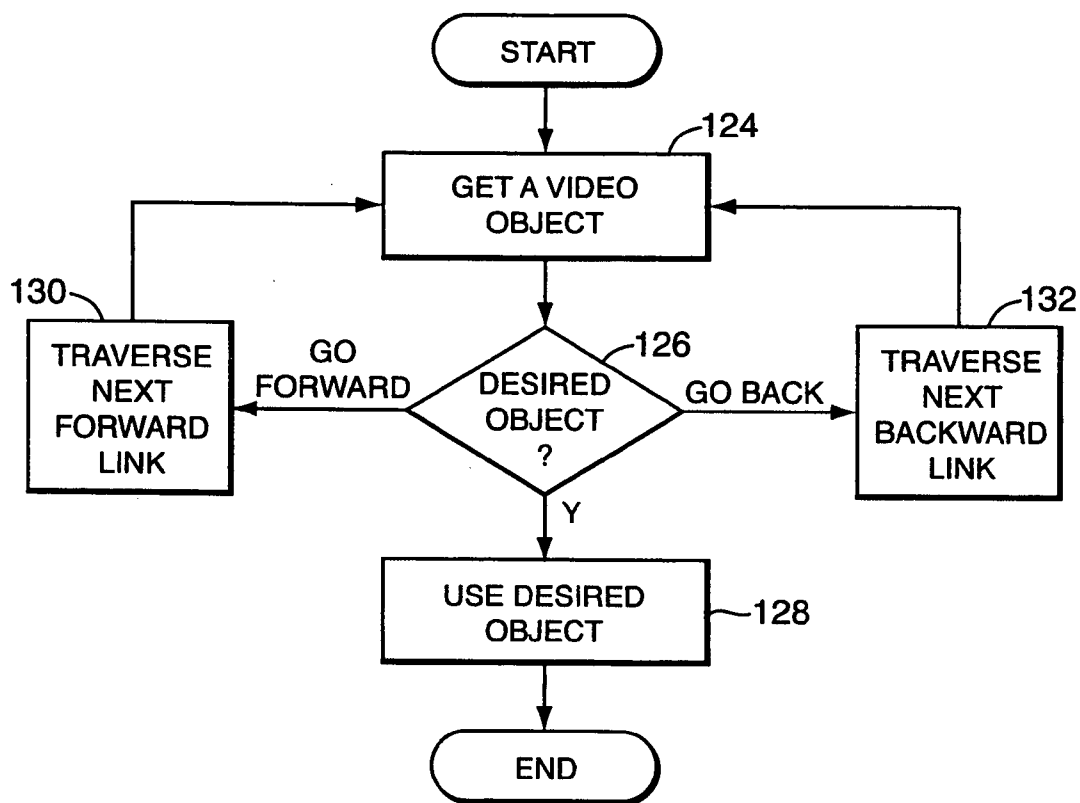 START
124
GET A VIDEO
OBJECT
130
TRAVERSE
NEXT
FORWARD
LINK
GO
FORWARD
126
DESIRED
OBJECT
?
GO BACK
132
TRAVERSE
NEXT
BACKWARD
LINK
Y
USE DESIRED
OBJECT
128
END